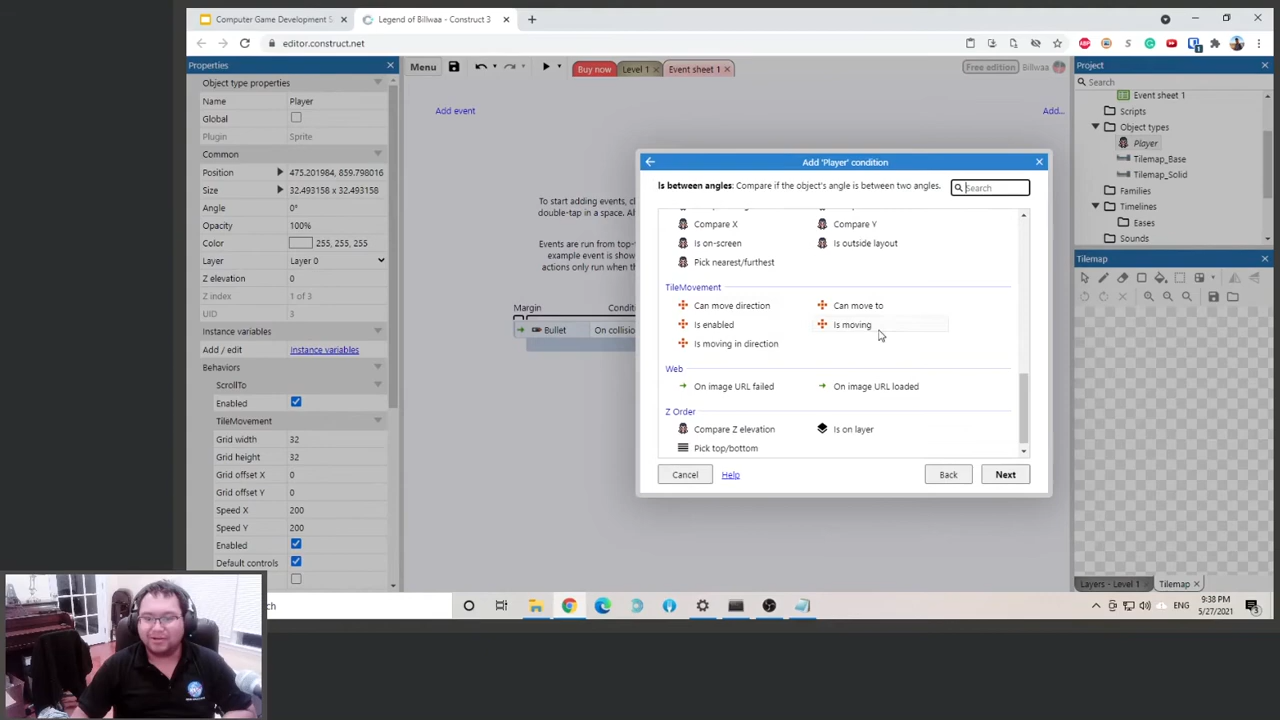 Computer Game Development S
Legend of Billwaa - Construct 3
editor.construct.net
Properties
Menu
Buy now
Level 1
Event sheet 1
Free edition
Billwaa
Project
Object type properties
Search
Name Player
Global
Plugin Sprite
Common
Position 475.201984, 859.798016
Size 32.493158 x 32.493158
Angle 0°
Opacity 100%
Color 255, 255, 255
Layer Layer 0
Z elevation 0
Z index 1 of 3
UID 3
Instance variables
Add / edit Instance variables
Behaviors
ScrollTo
Enabled
TileMovement
Grid width 32
Grid height 32
Grid offset X 0
Grid offset Y 0
Speed X 200
Speed Y 200
Enabled
Default controls
Add event
Add...
To start adding events, cl
double-tap in a space.
Events are run from top-t
example event is show
actions only run when th
Margin
Condit
Bullet
On collisio
Add 'Player' condition
Is between angles: Compare if the object's angle is between two angles.
Search
Compare X
Compare Y
Is on-screen
Is outside layout
Pick nearest/furthest
TileMovement
Can move direction
Can move to
Is enabled
Is moving
Is moving in direction
Web
On image URL failed
On image URL loaded
Z Order
Compare Z elevation
Is on layer
Pick top/bottom
Cancel
Help
Back
Next
Event sheet 1
Scripts
Object types
Player
Tilemap_Base
Tilemap_Solid
Families
Timelines
Eases
Sounds
Tilemap
Layers - Level 1
Tilemap
ch
ENG
9:38 PM
5/27/2021
3